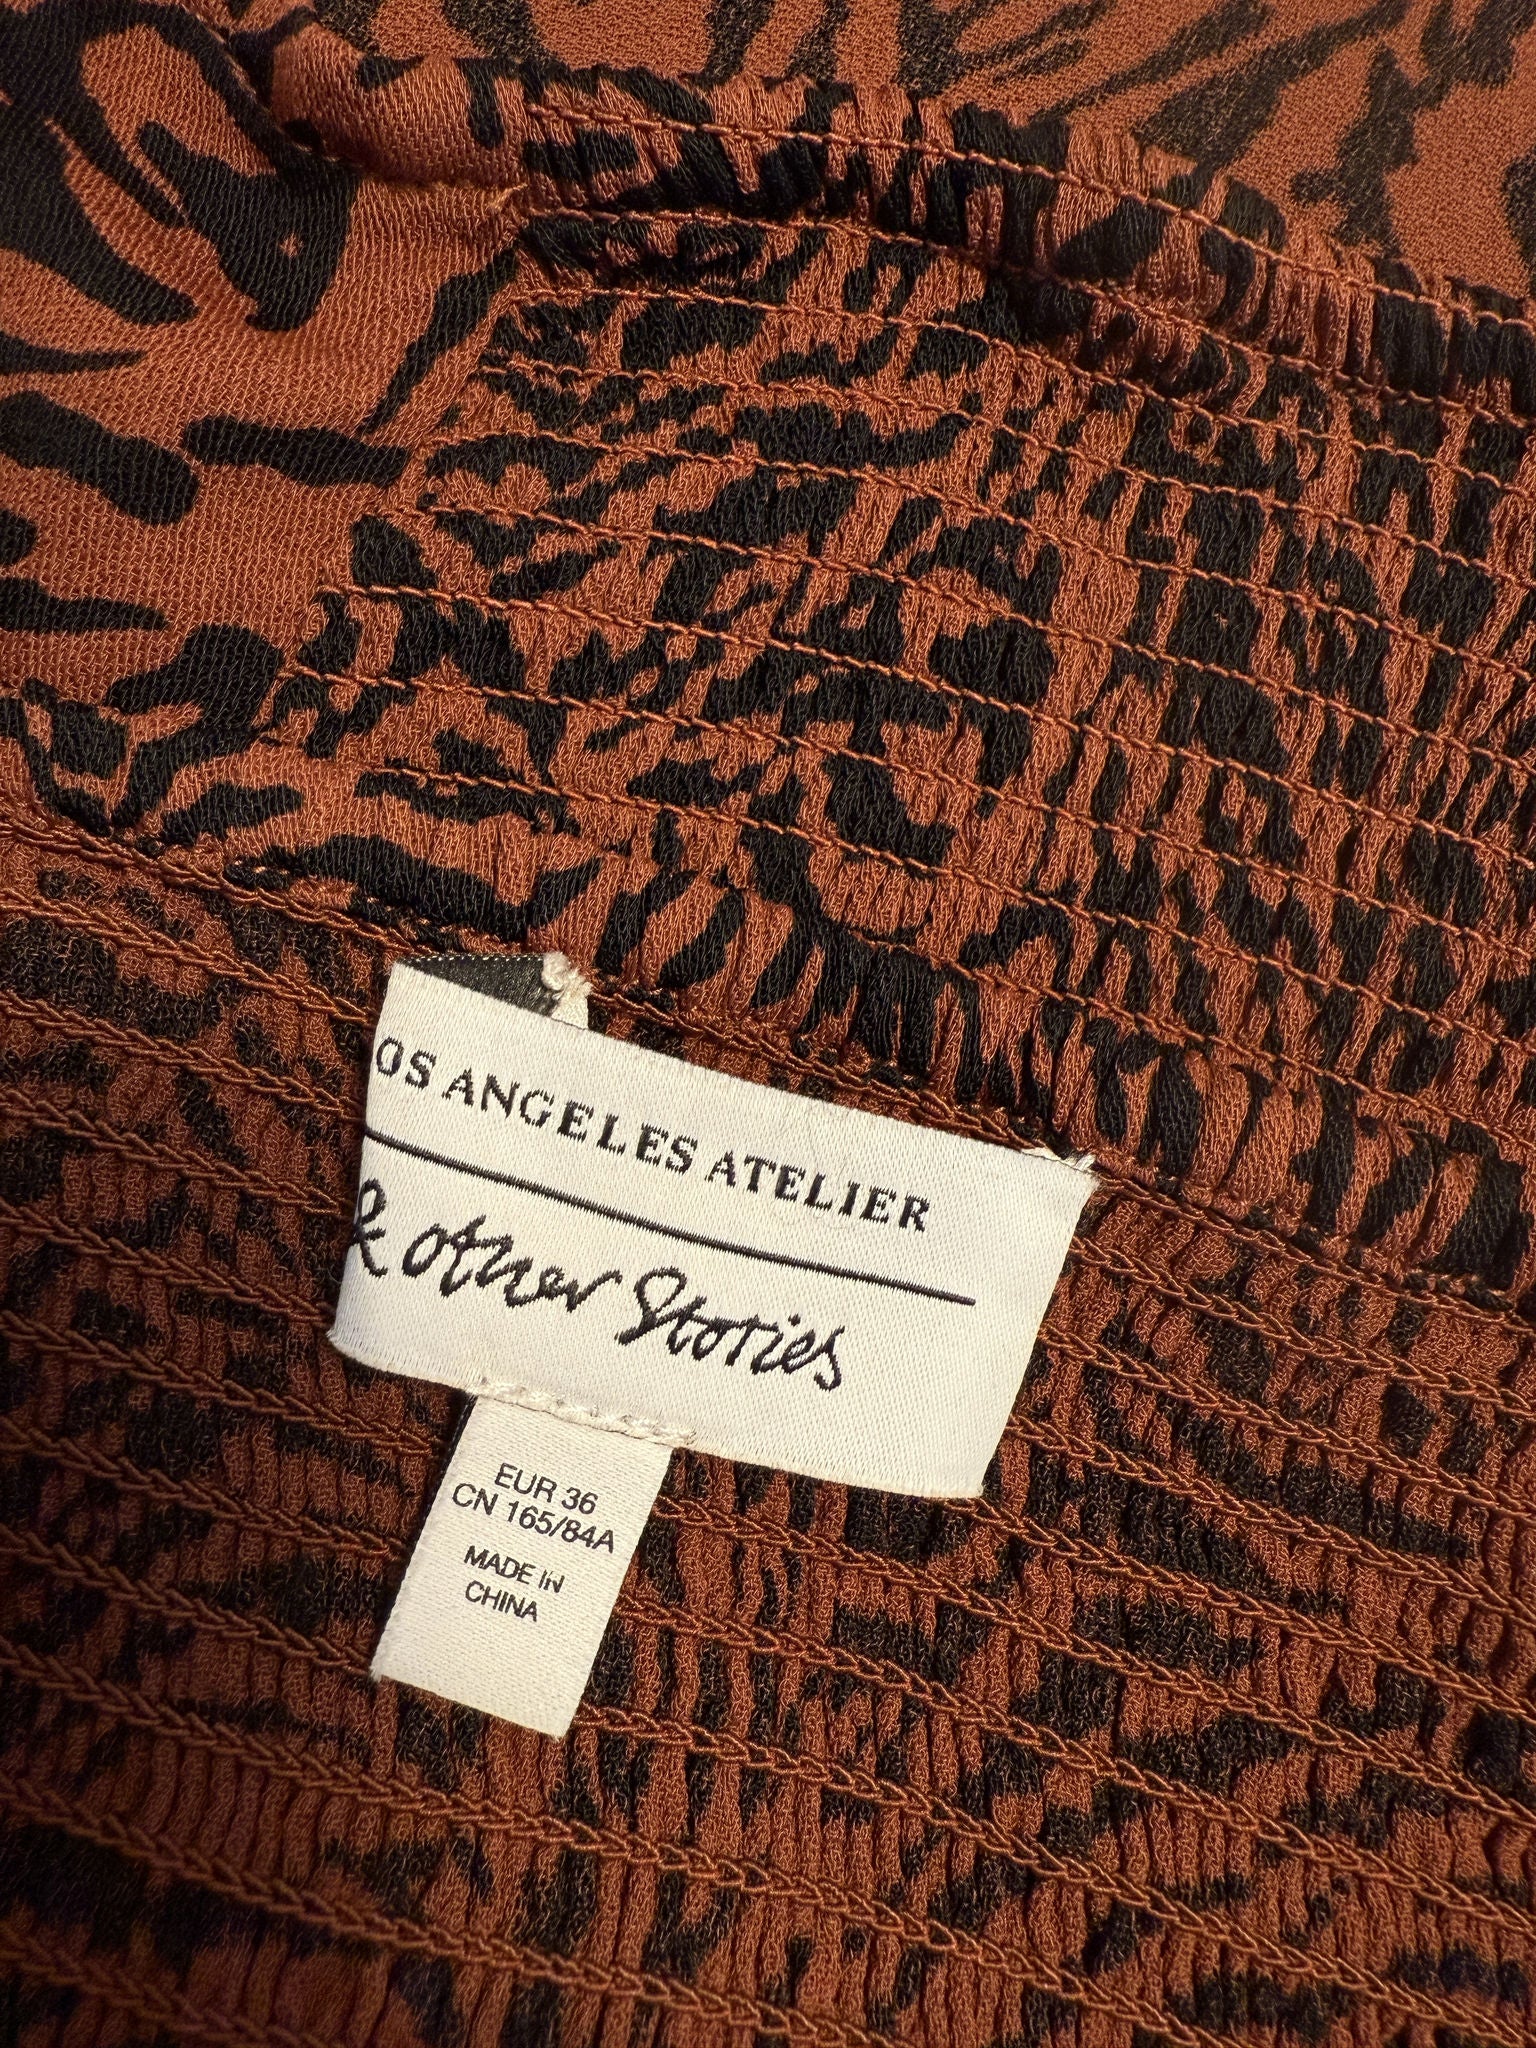 OS ANGELES ATELIER
& other Stories
EUR 36
CN 165/84A
MADE IN
CHINA